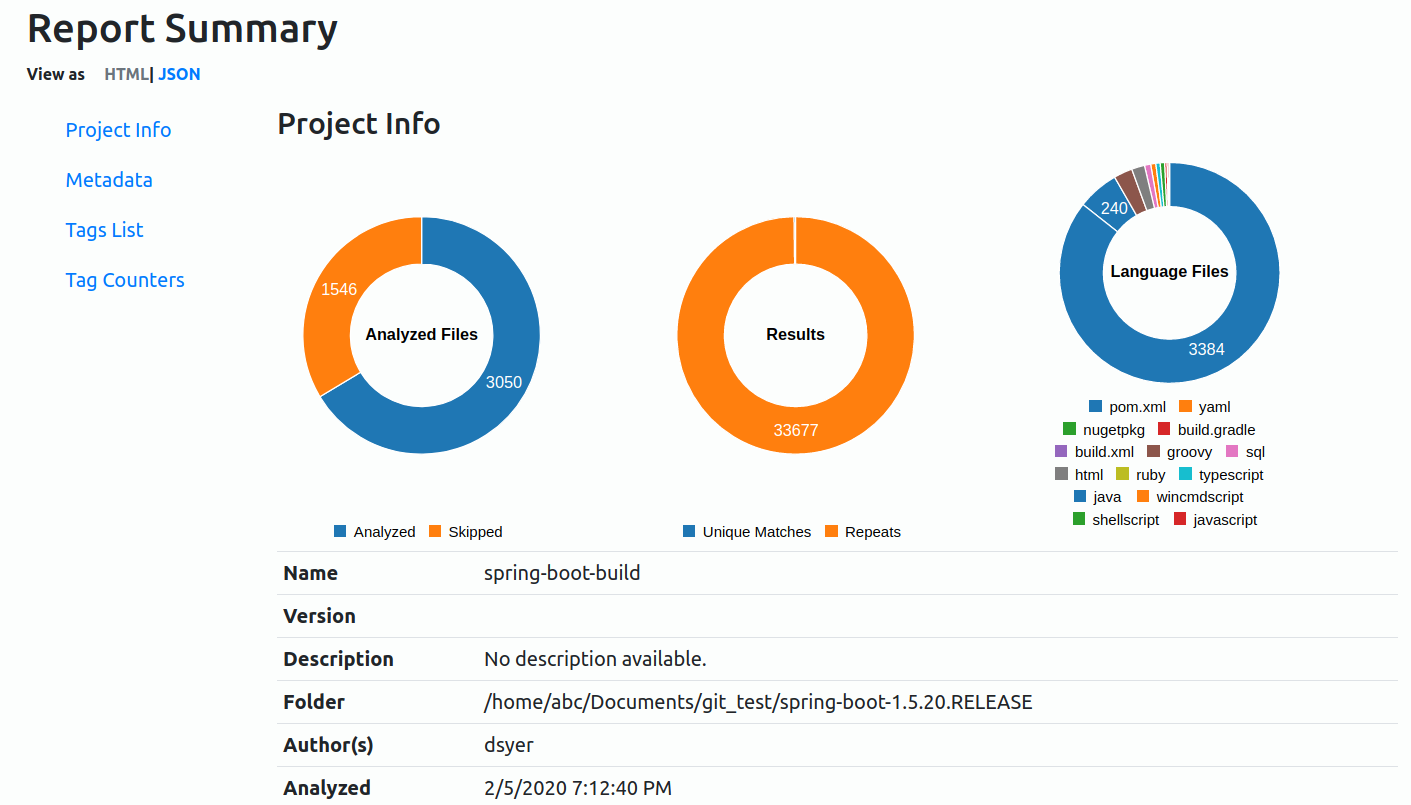 Report Summary
View as HTML| JSON
Project Info
Metadata
Tags List
Tag Counters
Project Info
1546
Analyzed Files
3050
Analyzed Skipped
Results
33677
Unique Matches Repeats
240
Language Files
3384
pom.xml yaml
nugetpkg build.gradle
build.xml groovy sql
html ruby typescript
java wincmdscript
shellscript javascript
Name spring-boot-build
Version
Description No description available.
Folder /home/abc/Documents/git_test/spring-boot-1.5.20.RELEASE
Author(s) dsyer
Analyzed 2/5/2020 7:12:40 PM